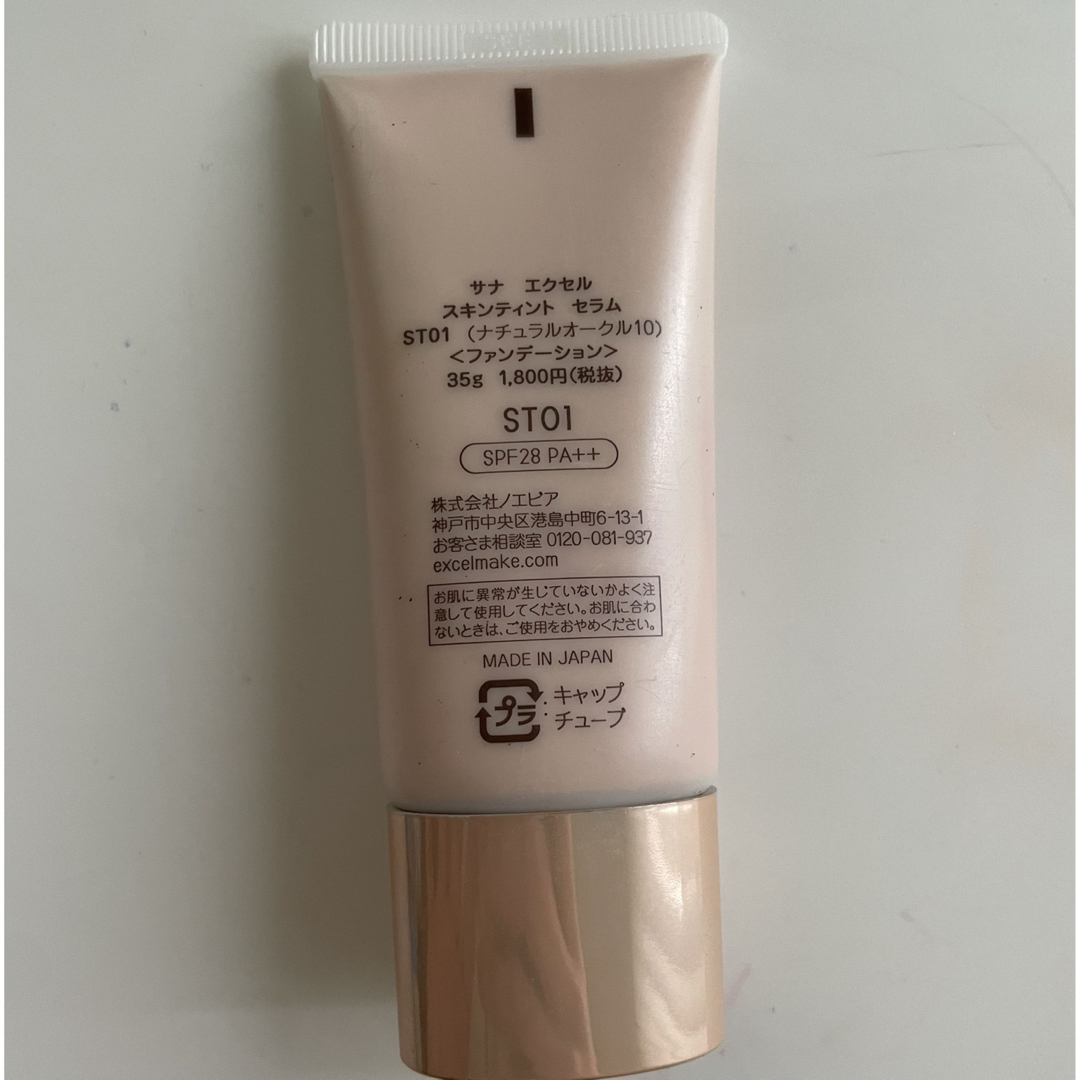 サナ エクセル
スキンティント セラム
ST01 (ナチュラルオークル10)
<ファンデーション>
35g 1,800円(税抜)
ST01
SPF28 PA++
株式会社ノエビア
神戸市中央区港島中町6-13-1
お客さま相談室 0120-081-937
excelmake.com
お肌に異常が生じていないかよく注
意して使用してください。お肌に合わ
ないときは、ご使用をおやめください。
MADE IN JAPAN
プラ : キャップ
チューブ